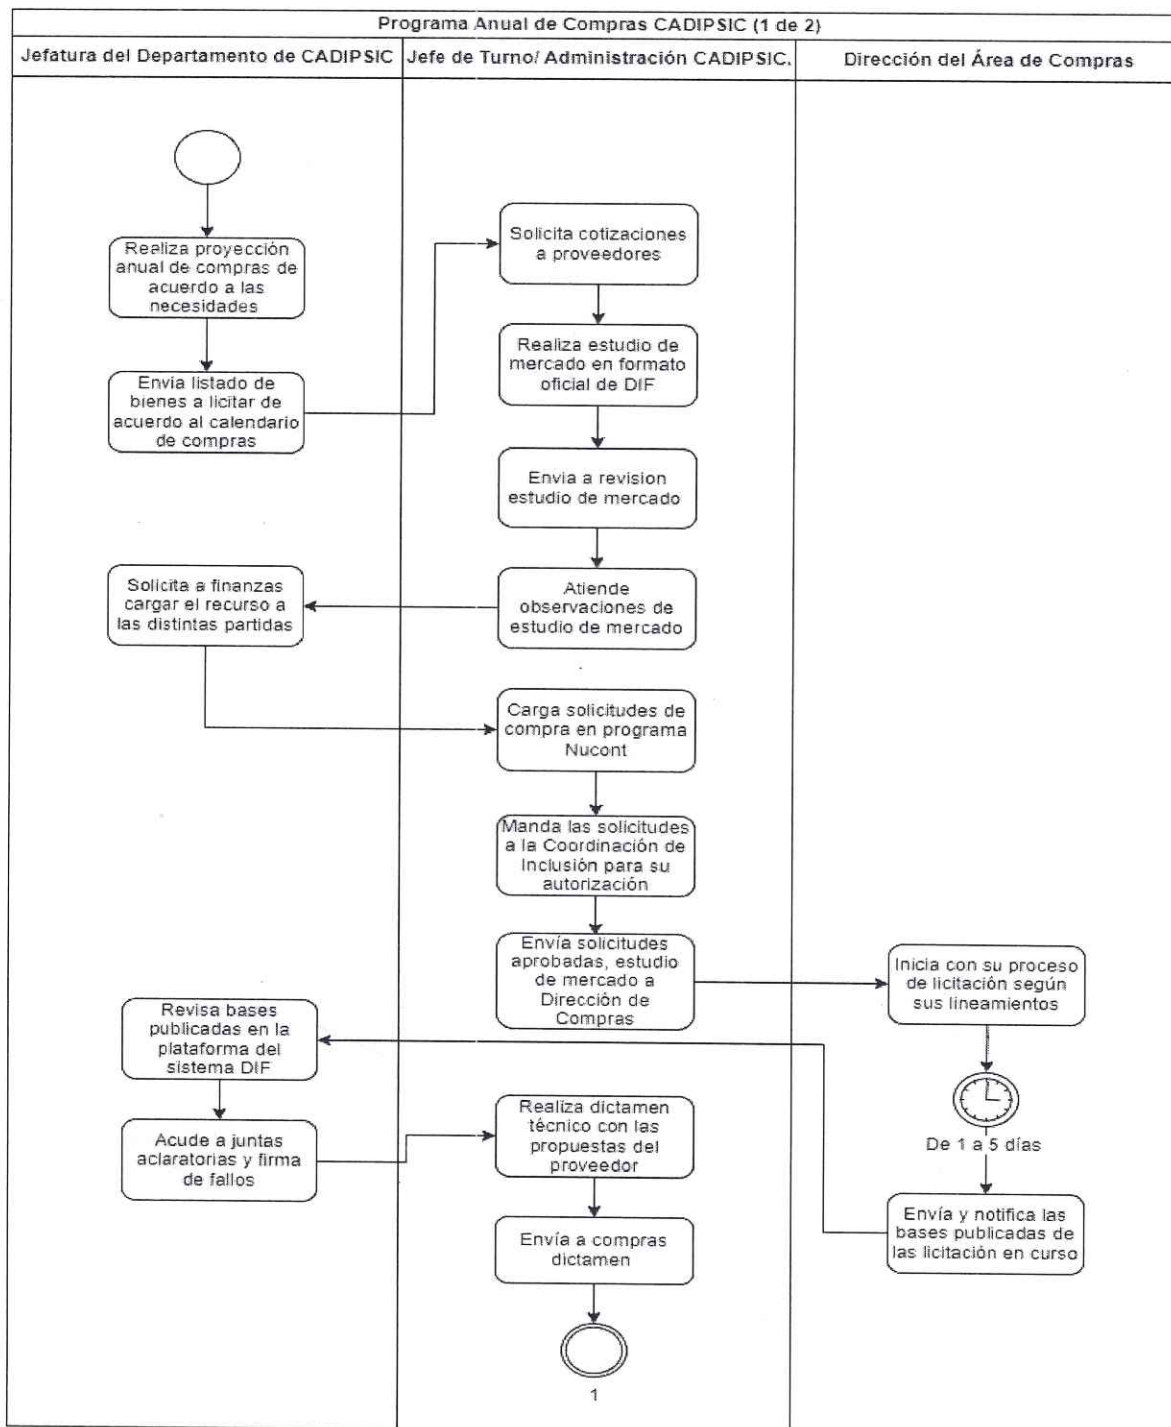 Programa Anual de Compras CADIPSIC (1 de 2)
Jefatura del Departamento de CADIPSIC
Jefe de Turno/ Administración CADIPSIC.
Dirección del Área de Compras
Realiza proyección
anual de compras de
acuerdo a las
necesidades
Envia listado de
bienes a licitar de
acuerdo al calendario
de compras
Solicita cotizaciones
a proveedores
Realiza estudio de
mercado en formato
oficial de DIF
Envia a revision
estudio de mercado
Atiende
observaciones de
estudio de mercado
Solicita a finanzas
cargar el recurso a
las distintas partidas
Carga solicitudes de
compra en programa
Nucont
Manda las solicitudes
a la Coordinación de
Inclusión para su
autorización
Envía solicitudes
aprobadas, estudio
de mercado a
Dirección de
Compras
Inicia con su proceso
de licitación según
sus lineamientos
De 1 a 5 días
Envía y notifica las
bases publicadas de
las licitación en curso
Revisa bases
publicadas en la
plataforma del
sistema DIF
Acude a juntas
aclaratorias y firma
de fallos
Realiza dictamen
técnico con las
propuestas del
proveedor
Envía a compras
dictamen
1